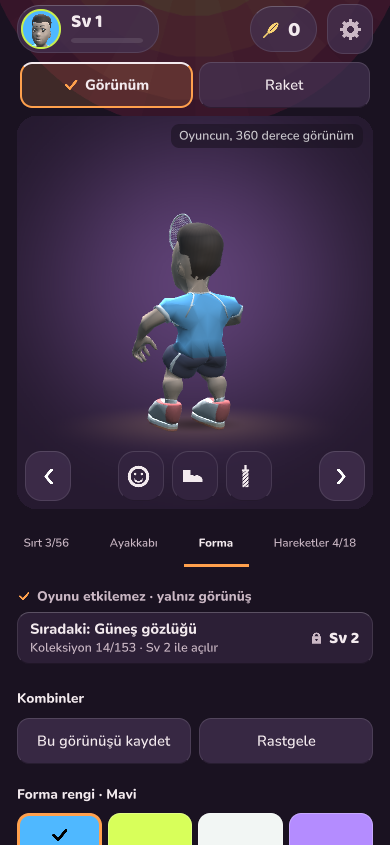 Sv 1
0
Görünüm
Raket
Oyuncun, 360 derece görünüm
Sırt 3/56
Ayakkabı
Forma
Hareketler 4/18
Oyunu etkilemez · yalnız görünüş
Sıradaki: Güneş gözlüğü
Koleksiyon 14/153 · Sv 2 ile açılır
Sv 2
Kombinler
Bu görünüşü kaydet
Rastgele
Forma rengi · Mavi